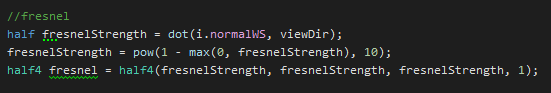 //fresnel
half fresnelStrength = dot(i.normalWS, viewDir);
fresnelStrength = pow(1 - max(0, fresnelStrength), 10);
half4 fresnel = half4(fresnelStrength, fresnelStrength, fresnelStrength, 1);